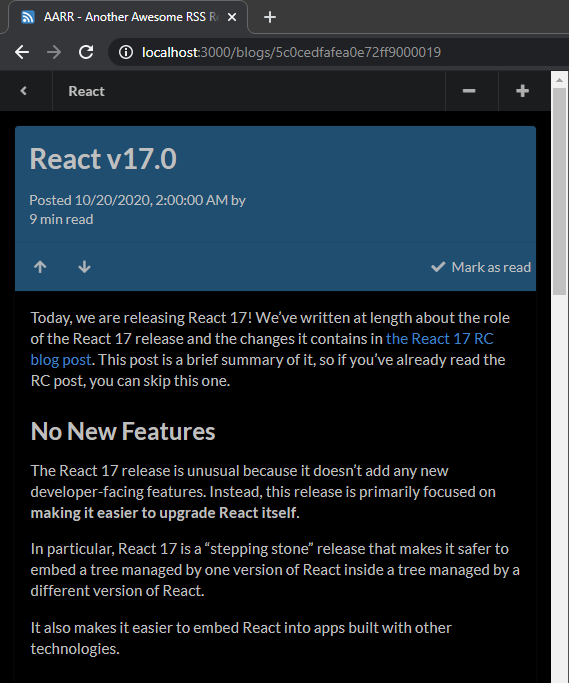 AARR - Another Awesome RSS R
localhost:3000/blogs/5c0cedfafea0e72ff9000019
React
React v17.0
Posted 10/20/2020, 2:00:00 AM by
9 min read
Mark as read
Today, we are releasing React 17! We’ve written at length about the role
of the React 17 release and the changes it contains in the React 17 RC
blog post. This post is a brief summary of it, so if you’ve already read the
RC post, you can skip this one.
No New Features
The React 17 release is unusual because it doesn’t add any new
developer-facing features. Instead, this release is primarily focused on
making it easier to upgrade React itself.
In particular, React 17 is a “stepping stone” release that makes it safer to
embed a tree managed by one version of React inside a tree managed by a
different version of React.
It also makes it easier to embed React into apps built with other
technologies.